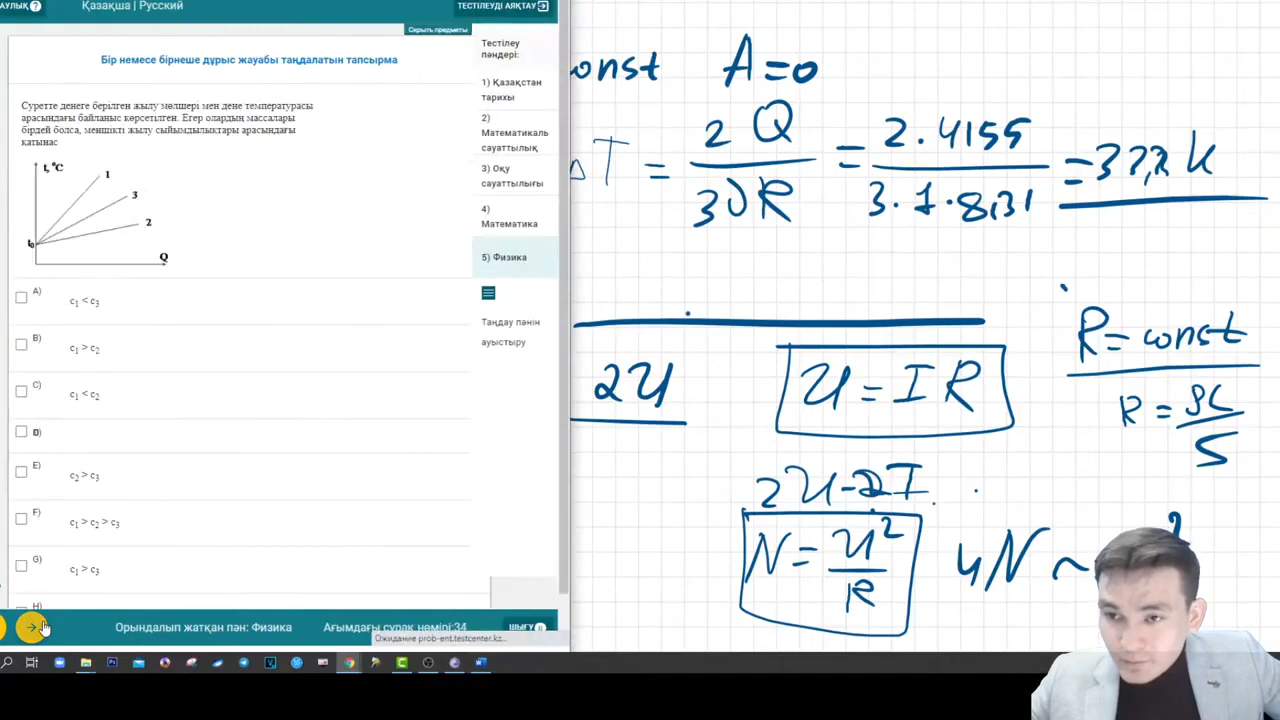 АУЛЫҚ
Қазақша | Русский
ТЕСТІЛЕУДІ АЯҚТАУ
Скрыть предметы
Бір немесе бірнеше дұрыс жауабы таңдалатын тапсырма
Суретте денеге берілген жылу мөлшері мен дене температурасы
арасындағы байланыс көрсетілген. Егер олардың массалары
бірдей болса, меншікті жылу сыйымдылықтары арасындағы
қатынас
t, °C
1
3
2
t₀
Q
A)
c₁ < c₃
B)
c₁ > c₂
C)
c₁ < c₂
D)
E)
c₂ > c₃
F)
c₁ > c₂ > c₃
G)
c₁ > c₃
H)
Тестілеу
пәндері:
1) Қазақстан
тарихы
2)
Математикалық
сауаттылық
3) Оқу
сауаттылығы
4)
Математика
5) Физика
Таңдау пәнін
ауыстыру
Орындалып жатқан пән: Физика
Ағымдағы сұрақ нөмірі:34
ШЫҒУ
Ожидание prob-ent.testcenter.kz...
onst A=0
ΔT = 2Q / 3νR = 2·4155 / 3·1·8,31 =
2U
U = IR
R = const
R = ρL / S
2U-2I
N = U² / R
4N ~